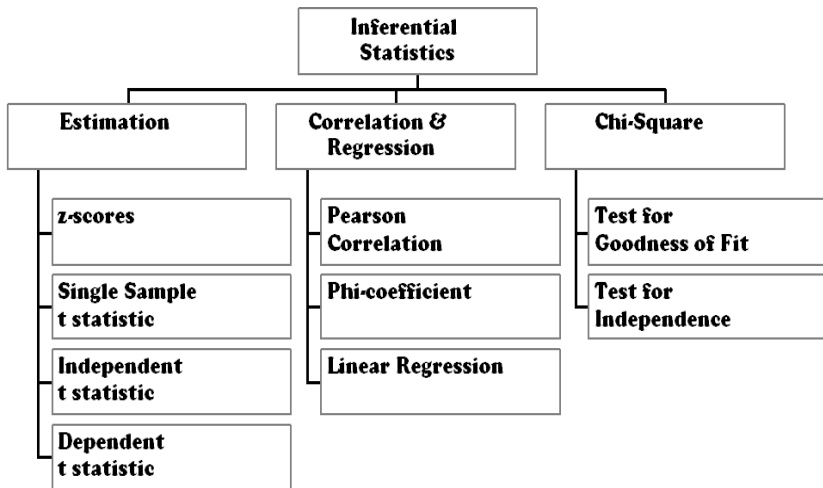 Inferential
Statistics
Estimation
Correlation &
Regression
Chi-Square
z-scores
Single Sample
t statistic
Independent
t statistic
Dependent
t statistic
Pearson
Correlation
Phi-coefficient
Linear Regression
Test for
Goodness of Fit
Test for
Independence